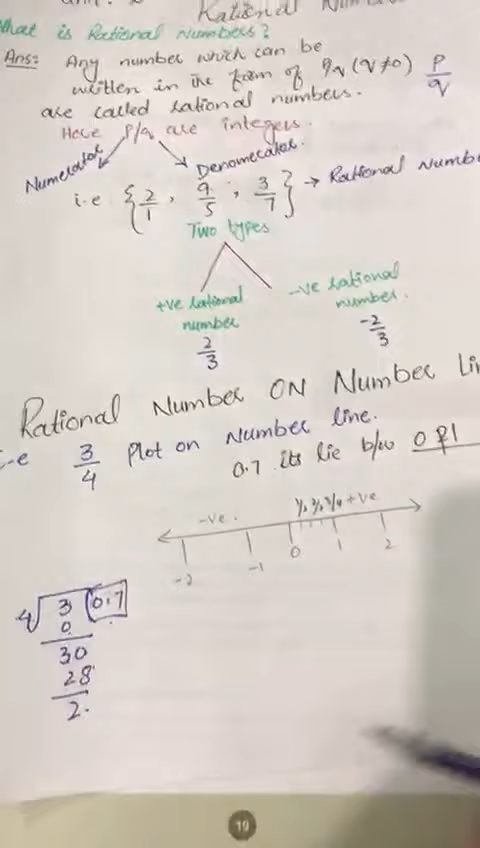 Rational Num
What is Rational Numbers?
Ans: Any number which can be
written in the form of P/q (q≠0) P/q
are called rational numbers.
Here P/q are integers.
Numerator Denomecator.
i.e {2/1, 9/5, 3/7} → Rational Numbe
Two types
+ve rational number 2/3
-ve rational number. -2/3
Rational Number ON Number Li
i-e 3/4 Plot on Number line.
0.7 its lie b/w 0 & 1
-ve. +ve
-2 -1 0 1 2
4 3 0.7
0
30
28
2.
19